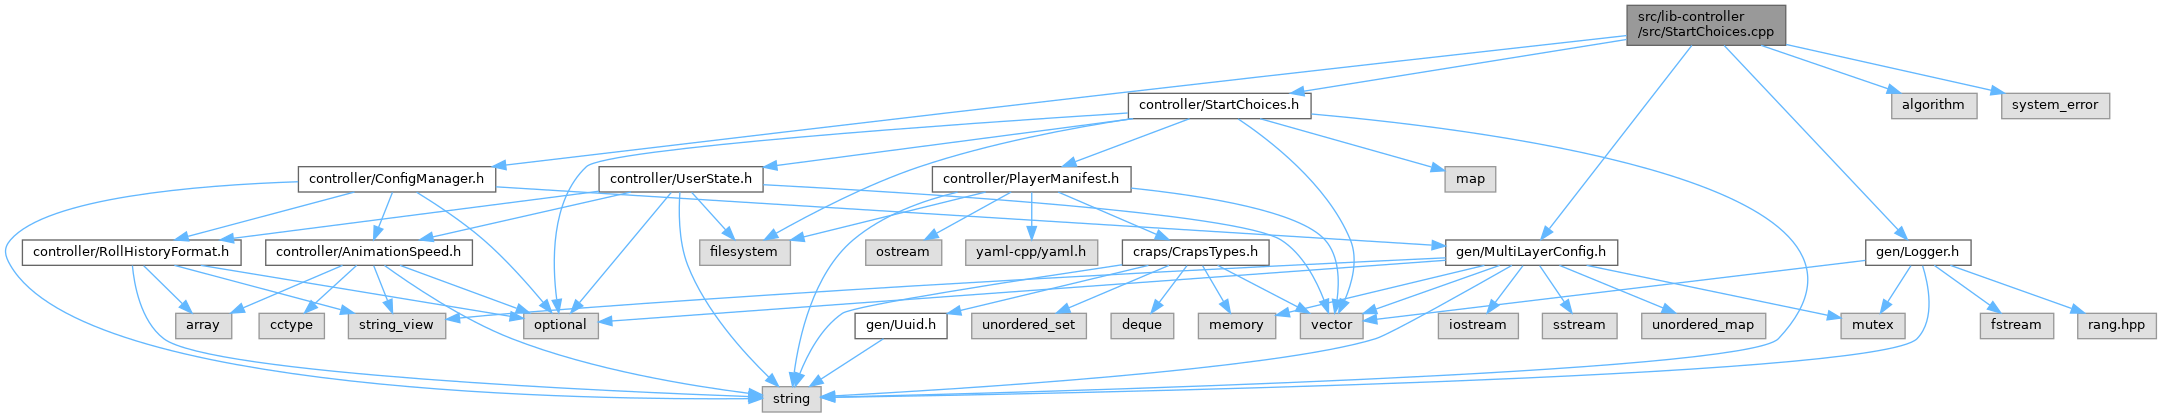 src/lib-controller
/src/StartChoices.cpp
controller/StartChoices.h
algorithm
system_error
controller/ConfigManager.h
controller/UserState.h
controller/PlayerManifest.h
map
controller/RollHistoryFormat.h
controller/AnimationSpeed.h
filesystem
ostream
yaml-cpp/yaml.h
craps/CrapsTypes.h
gen/MultiLayerConfig.h
gen/Logger.h
array
cctype
string_view
optional
gen/Uuid.h
unordered_set
deque
memory
vector
iostream
sstream
unordered_map
mutex
fstream
rang.hpp
string